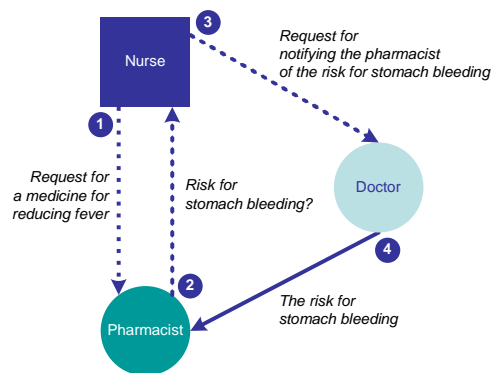 3
Request for
notifying the pharmacist
of the risk for stomach bleeding
Nurse
1
Request for
a medicine for
reducing fever
Risk for
stomach bleeding?
Doctor
4
2
The risk for
stomach bleeding
Pharmacist